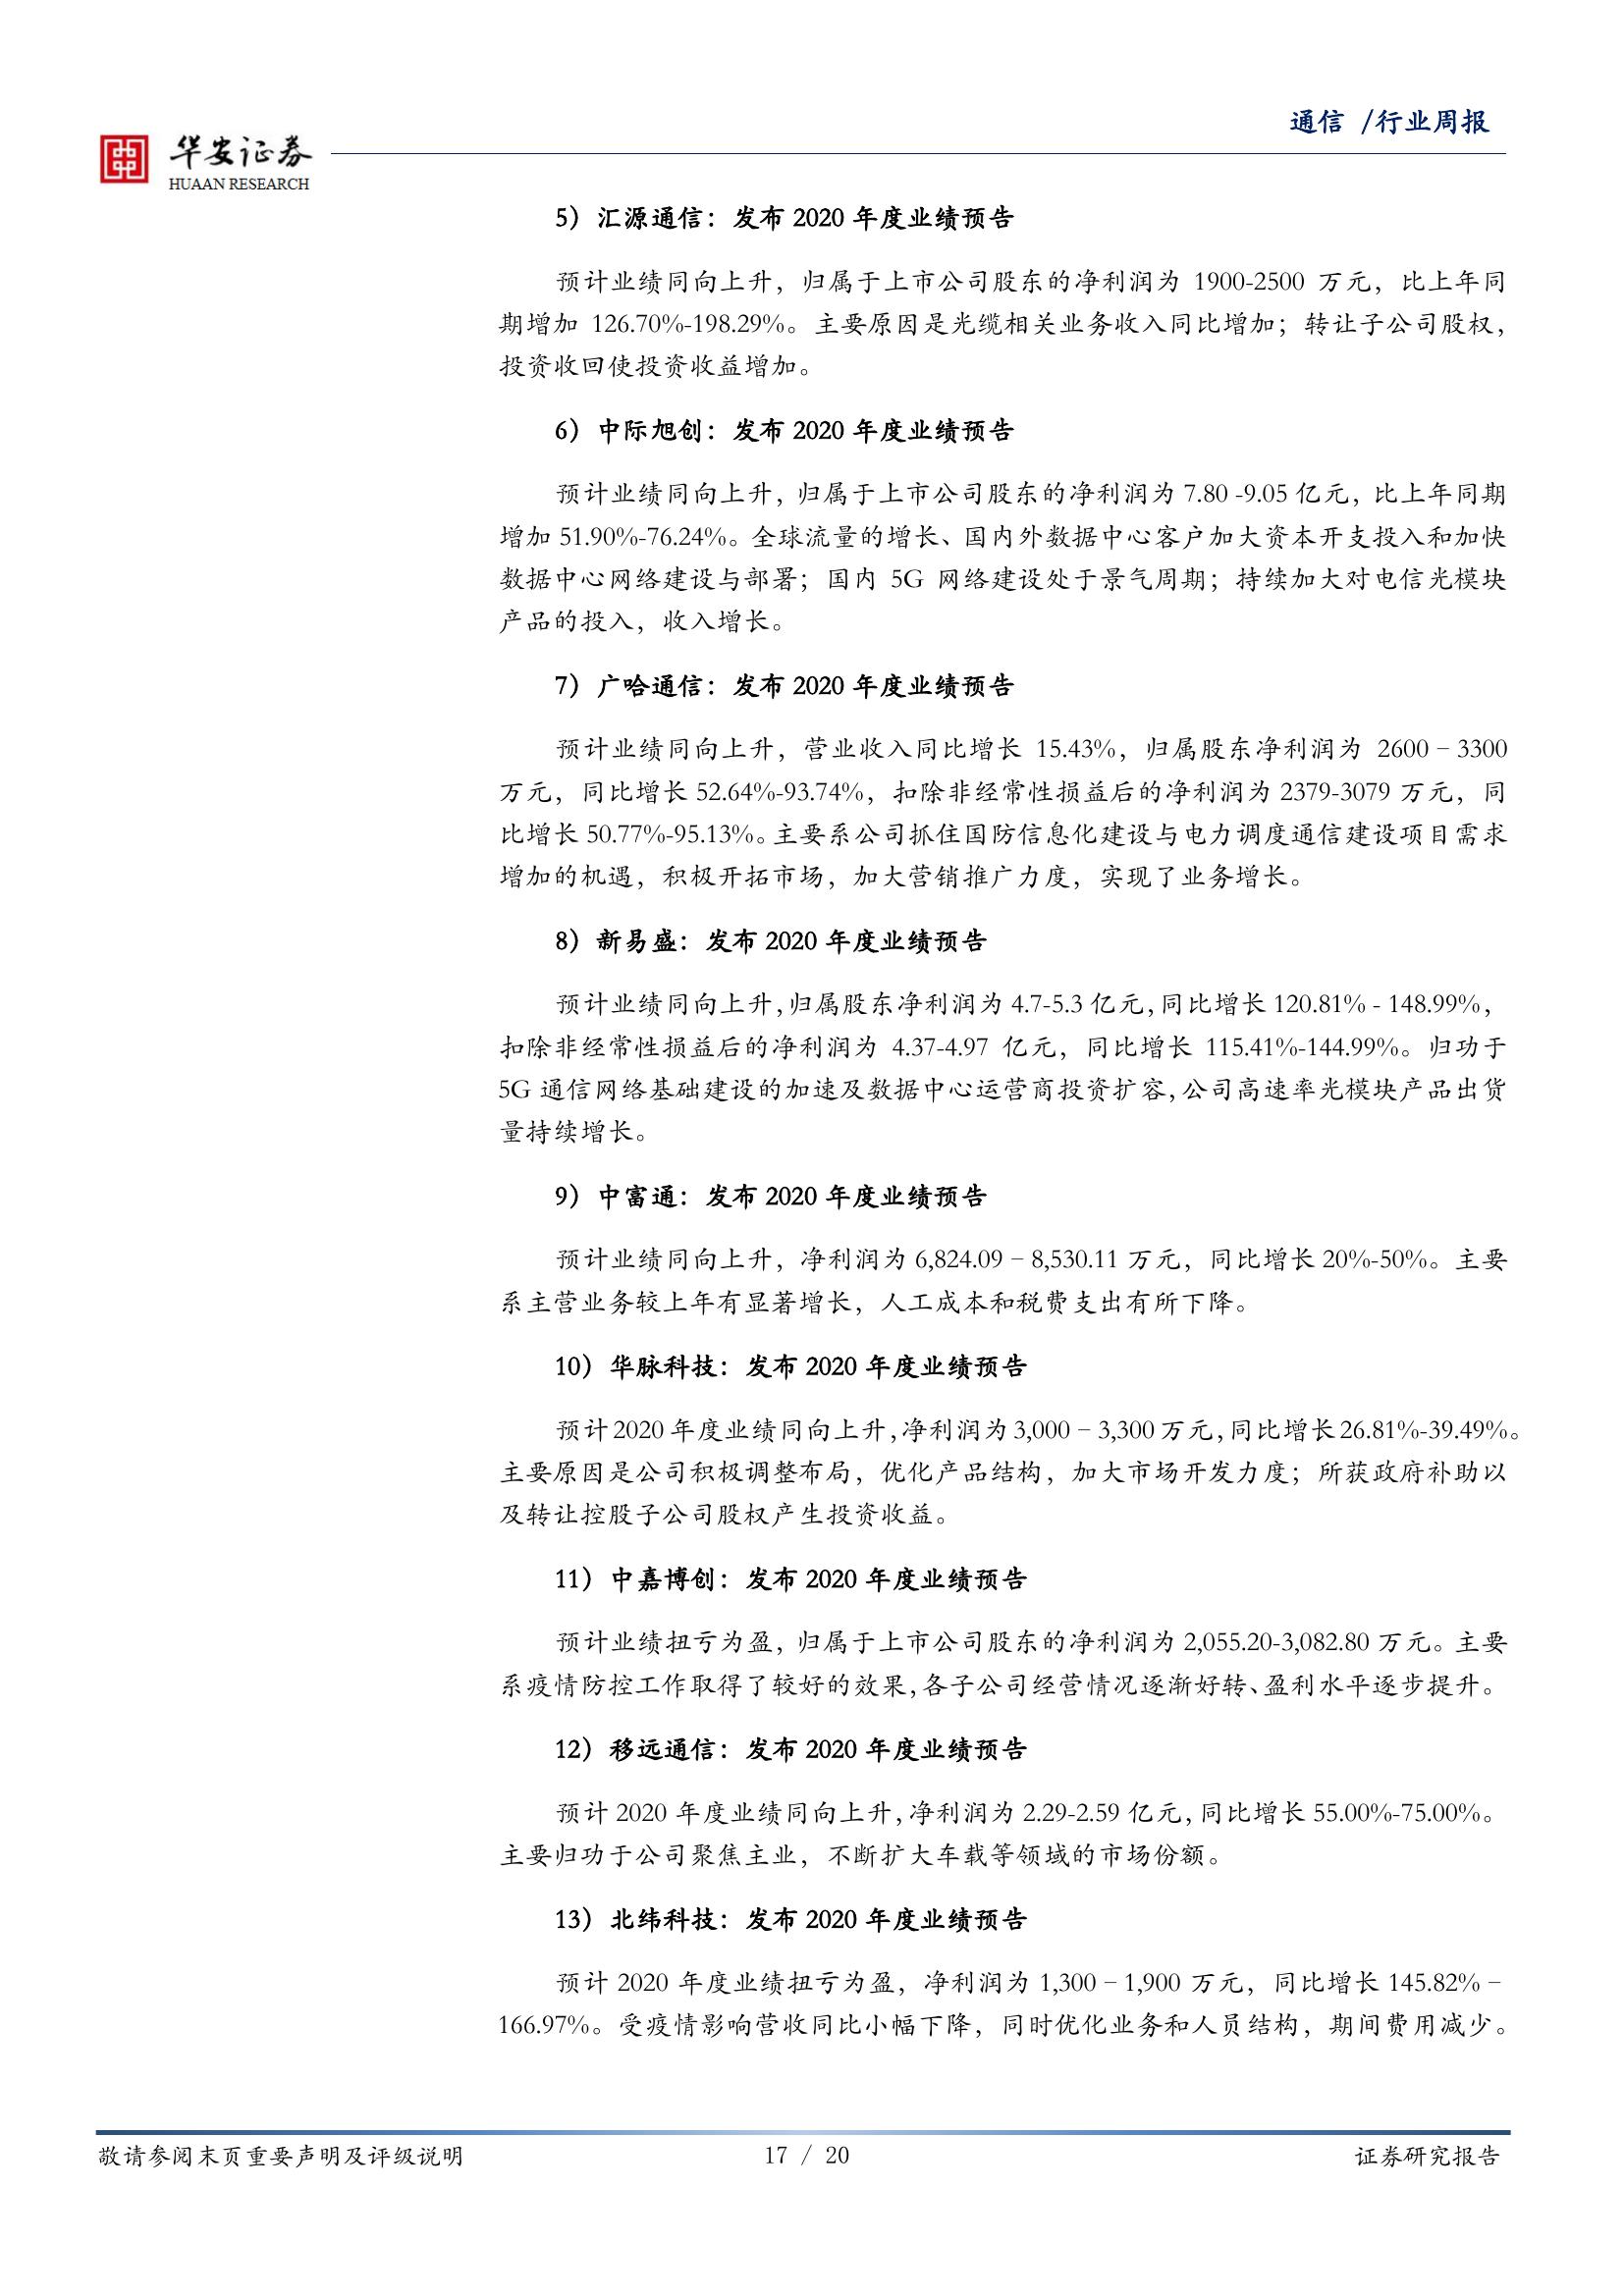 通信 /行业周报
华安证券
HUAAN RESEARCH
5）汇源通信：发布 2020 年度业绩预告
预计业绩同向上升，归属于上市公司股东的净利润为 1900-2500 万元，比上年同
期增加 126.70%-198.29%。主要原因是光缆相关业务收入同比增加；转让子公司股权，
投资收回使投资收益增加。
6）中际旭创：发布 2020 年度业绩预告
预计业绩同向上升，归属于上市公司股东的净利润为 7.80 -9.05 亿元，比上年同期
增加 51.90%-76.24%。全球流量的增长、国内外数据中心客户加大资本开支投入和加快
数据中心网络建设与部署；国内 5G 网络建设处于景气周期；持续加大对电信光模块
产品的投入，收入增长。
7）广哈通信：发布 2020 年度业绩预告
预计业绩同向上升，营业收入同比增长 15.43%，归属股东净利润为 2600 – 3300
万元，同比增长 52.64%-93.74%，扣除非经常性损益后的净利润为 2379-3079 万元，同
比增长 50.77%-95.13%。主要系公司抓住国防信息化建设与电力调度通信建设项目需求
增加的机遇，积极开拓市场，加大营销推广力度，实现了业务增长。
8）新易盛：发布 2020 年度业绩预告
预计业绩同向上升，归属股东净利润为 4.7-5.3 亿元，同比增长 120.81% - 148.99%，
扣除非经常性损益后的净利润为 4.37-4.97 亿元，同比增长 115.41%-144.99%。归功于
5G 通信网络基础建设的加速及数据中心运营商投资扩容，公司高速率光模块产品出货
量持续增长。
9）中富通：发布 2020 年度业绩预告
预计业绩同向上升，净利润为 6,824.09 – 8,530.11 万元，同比增长 20%-50%。主要
系主营业务较上年有显著增长，人工成本和税费支出有所下降。
10）华脉科技：发布 2020 年度业绩预告
预计 2020 年度业绩同向上升，净利润为 3,000 – 3,300 万元，同比增长 26.81%-39.49%。
主要原因是公司积极调整布局，优化产品结构，加大市场开发力度；所获政府补助以
及转让控股子公司股权产生投资收益。
11）中嘉博创：发布 2020 年度业绩预告
预计业绩扭亏为盈，归属于上市公司股东的净利润为 2,055.20-3,082.80 万元。主要
系疫情防控工作取得了较好的效果，各子公司经营情况逐渐好转、盈利水平逐步提升。
12）移远通信：发布 2020 年度业绩预告
预计 2020 年度业绩同向上升，净利润为 2.29-2.59 亿元，同比增长 55.00%-75.00%。
主要归功于公司聚焦主业，不断扩大车载等领域的市场份额。
13）北纬科技：发布 2020 年度业绩预告
预计 2020 年度业绩扭亏为盈，净利润为 1,300 – 1,900 万元，同比增长 145.82% –
166.97%。受疫情影响营收同比小幅下降，同时优化业务和人员结构，期间费用减少。
敬请参阅末页重要声明及评级说明
17 / 20
证券研究报告